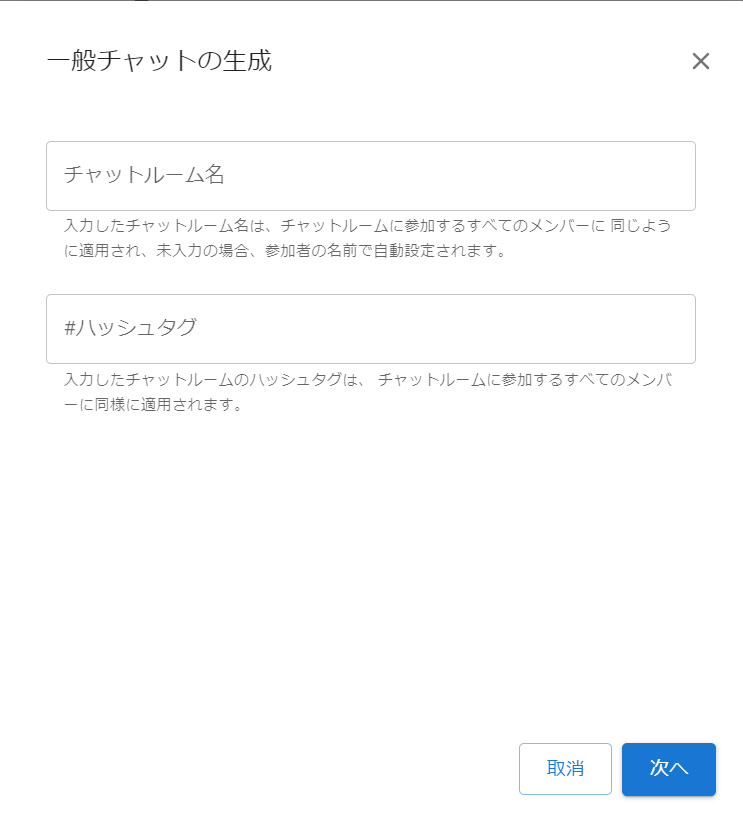 一般チャットの生成
チャットルーム名
入力したチャットルーム名は、チャットルームに参加するすべてのメンバーに 同じよう
に適用され、未入力の場合、参加者の名前で自動設定されます。
#ハッシュタグ
入力したチャットルームのハッシュタグは、 チャットルームに参加するすべてのメンバ
ーに同様に適用されます。
取消
次へ